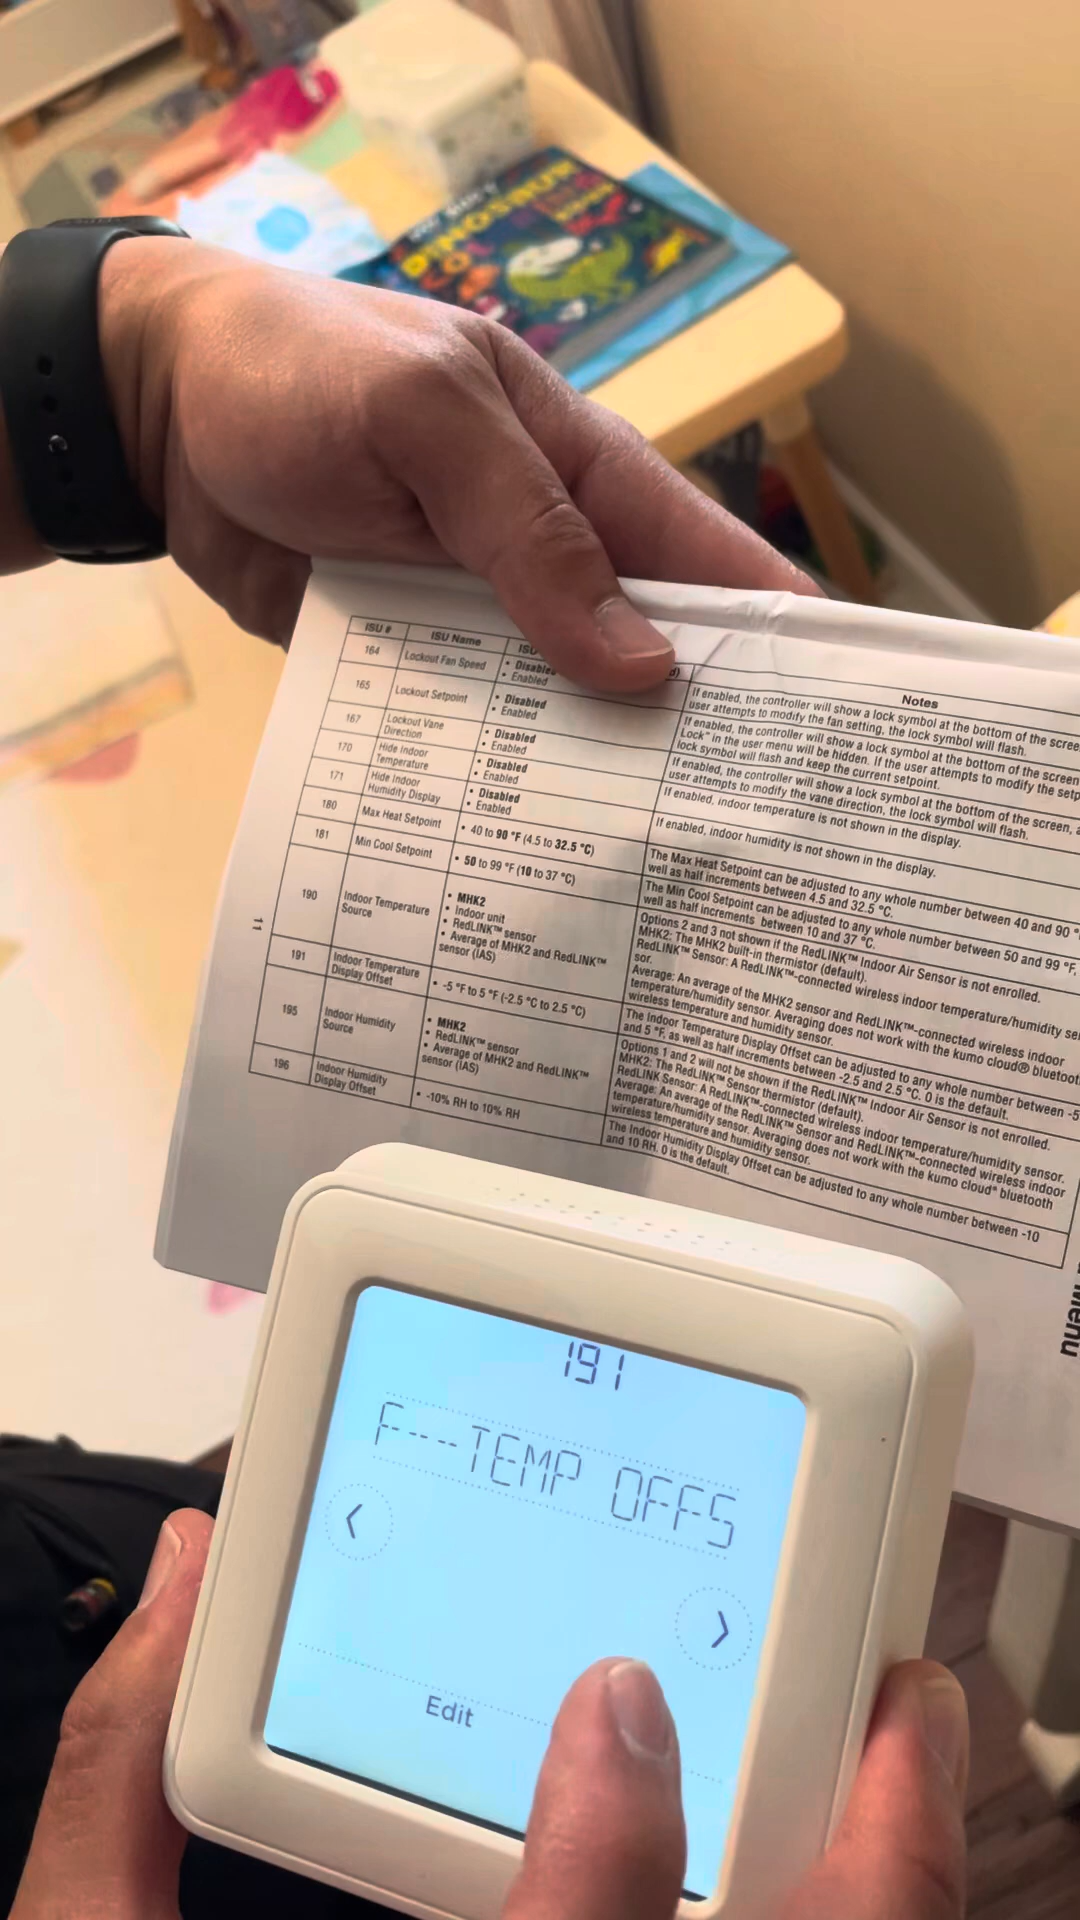 DINOSAUR
ISU #
ISU Name
ISU
Notes
164
Lockout Fan Speed
• Disabled
• Enabled
If enabled, the controller will show a lock symbol at the bottom of the
user attempts to modify the fan setting, the lock symbol will flash.
165
Lockout Setpoint
• Disabled
• Enabled
If enabled, the controller will show a lock symbol at the bottom of the screen
Lock" in the user menu will be hidden. If the user attempts to modify the
lock symbol will flash and keep the current setpoint.
167
Lockout Vane
Direction
• Disabled
• Enabled
If enabled, the controller will show a lock symbol at the bottom of the screen,
user attempts to modify the vane direction, the lock symbol will flash.
170
Hide Indoor
Temperature
• Disabled
• Enabled
If enabled, indoor temperature is not shown in the display.
171
Hide Indoor
Humidity Display
• Disabled
• Enabled
If enabled, indoor humidity is not shown in the display.
180
Max Heat Setpoint
• 40 to 90 °F (4.5 to 32.5 °C)
The Max Heat Setpoint can be adjusted to any whole number between 40 and 90
well as half increments between 4.5 and 32.5 °C.
181
Min Cool Setpoint
• 50 to 99 °F (10 to 37 °C)
The Min Cool Setpoint can be adjusted to any whole number between 50 and 99 °F,
well as half increments between 10 and 37 °C.
190
Indoor Temperature
Source
• MHK2
• Indoor unit
• RedLINK™ sensor
• Average of MHK2 and RedLINK™
sensor (IAS)
Options 2 and 3 not shown if the RedLINK™ Indoor Air Sensor is not enrolled.
MHK2: The MHK2 built-in thermistor (default).
RedLINK™ Sensor: A RedLINK™-connected wireless indoor temperature/humidity
sor.
Average: An average of the MHK2 sensor and RedLINK™-connected wireless indoor
temperature/humidity sensor. Averaging does not work with the kumo cloud® bluetooth
wireless temperature and humidity sensor.
191
Indoor Temperature
Display Offset
• -5 °F to 5 °F (-2.5 °C to 2.5 °C)
The Indoor Temperature Display Offset can be adjusted to any whole number between -5
and 5 °F, as well as half increments between -2.5 and 2.5 °C. 0 is the default.
195
Indoor Humidity
Source
• MHK2
• RedLINK™ sensor
• Average of MHK2 and RedLINK™
sensor (IAS)
Options 1 and 2 will not be shown if the RedLINK™ Indoor Air Sensor is not enrolled.
MHK2: The RedLINK™ Sensor thermistor (default).
RedLINK Sensor: A RedLINK™-connected wireless indoor temperature/humidity sensor.
Average: An average of the RedLINK™ Sensor and RedLINK™-connected wireless indoor
temperature/humidity sensor. Averaging does not work with the kumo cloud® bluetooth
wireless temperature and humidity sensor.
196
Indoor Humidity
Display Offset
• -10% RH to 10% RH
The Indoor Humidity Display Offset can be adjusted to any whole number between -10
and 10 RH. 0 is the default.
11
Menu
191
F---TEMP OFFS
Edit